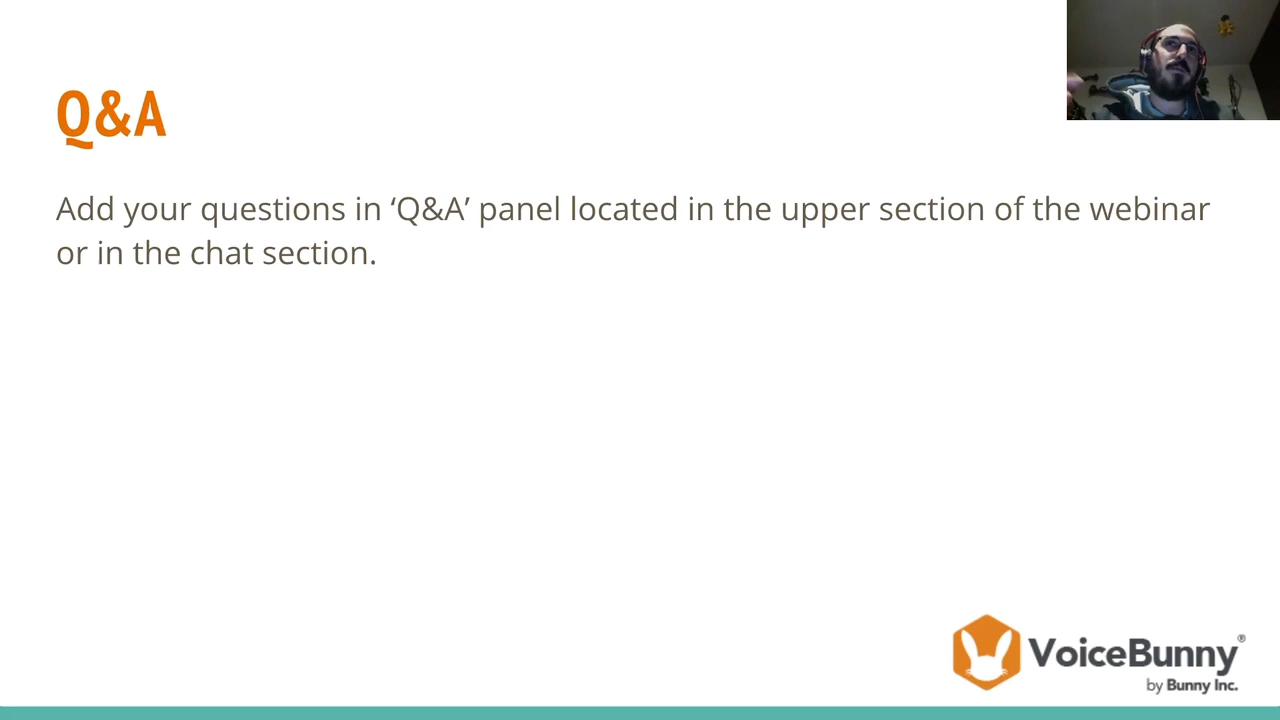 Q&A
Add your questions in ‘Q&A’ panel located in the upper section of the webinar
or in the chat section.
VoiceBunny®
by Bunny Inc.